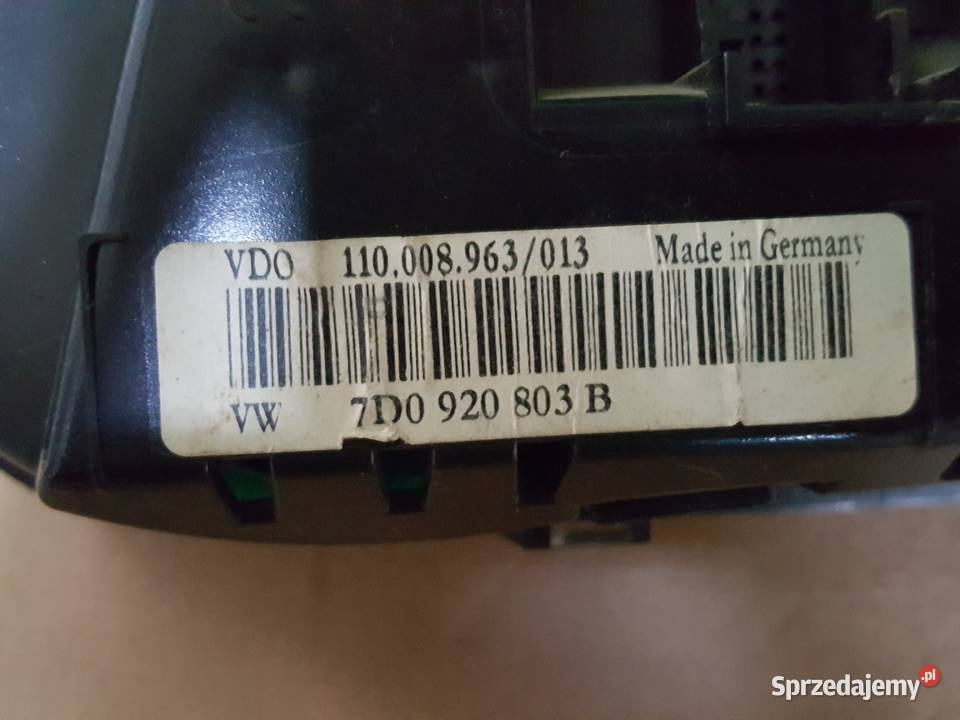 VDO 110.008.963/013 Made in Germany
VW 7D0 920 803 B
Sprzedajemy.pl